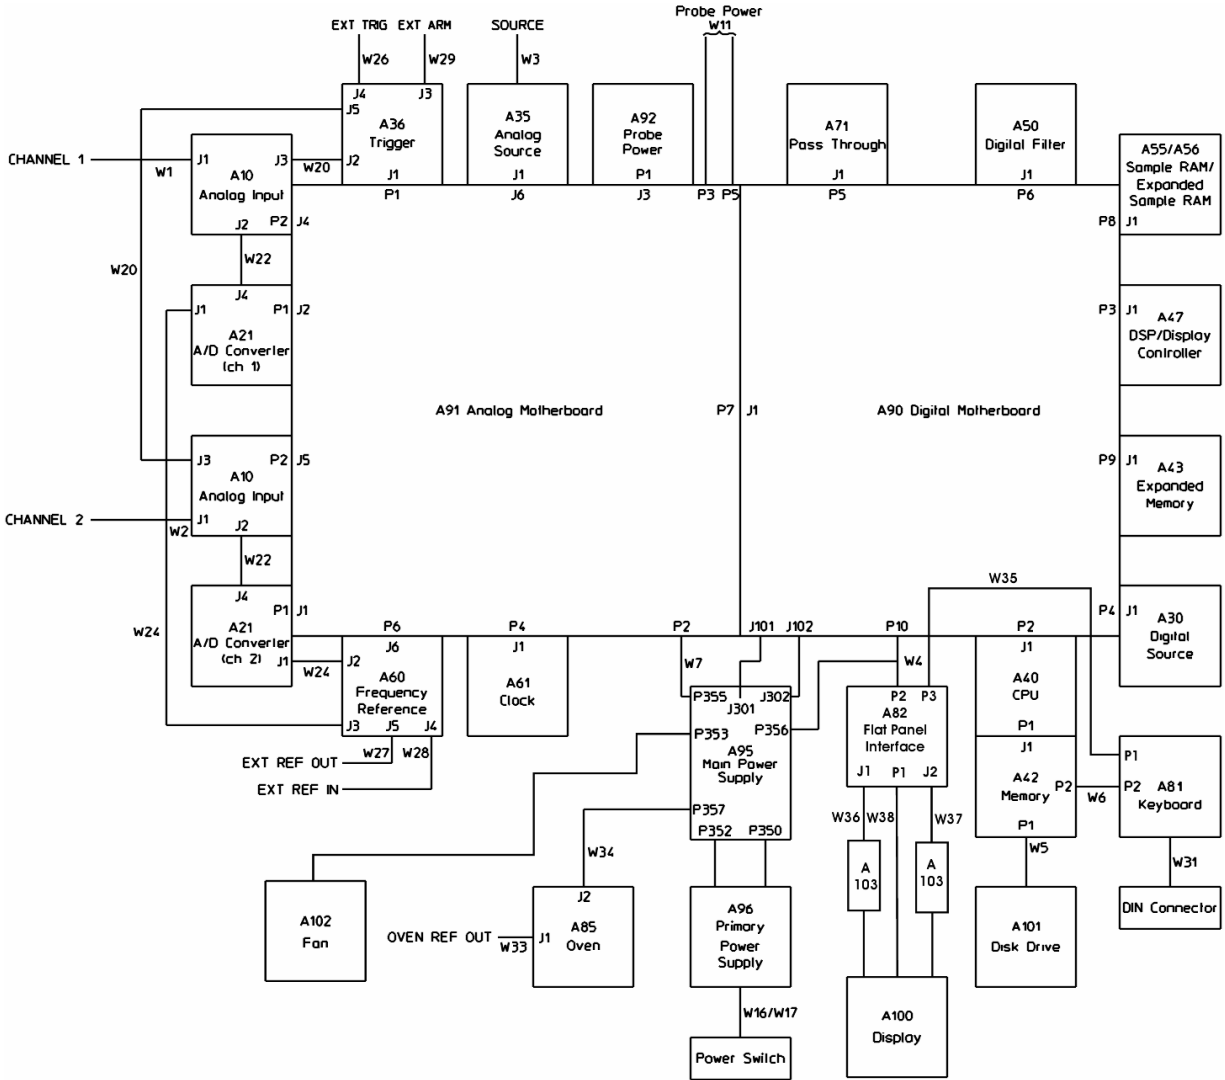 Probe Power
EXT TRIG EXT ARM SOURCE W11
W26 W29 W3
J4 J3
J5
A36
Trigger
J2
J1
P1
A35
Analog
Source
J1
J6
A92
Probe
Power
P1
J3
P3 P5
A71
Pass Through
J1
P5
A50
Digital Filter
J1
P6
A55/A56
Sample RAM/
Expanded
Sample RAM
P8 J1
CHANNEL 1
W1
J1 J3
W20
A10
Analog Input
P2 J4
J2
W22
W20
J4
J1 P1 J2
A21
A/D Converter
(ch 1)
P3 J1
A47
DSP/Display
Controller
A91 Analog Motherboard
P7 J1
A90 Digital Motherboard
J3 P2 J5
A10
Analog Input
J1
J2
CHANNEL 2
W2
W22
P9 J1
A43
Expanded
Memory
W35
J4
P1 J1
A21
A/D Converter
(ch 2)
J1
W24
W24
P4 J1
A30
Digital
Source
P6
J6
J2
A60
Frequency
Reference
J3 J5 J4
W27 W28
EXT REF OUT
EXT REF IN
P4
J1
A61
Clock
P2 J101 J102 P10 P2
W7
W4
P355 J302
J301
P353 P356
A95
Main Power
Supply
P357
P352 P350
P2 P3
A82
Flat Panel
Interface
J1 P1 J2
J1
A40
CPU
P1
J1
A42
Memory
P2
P1
W6
P1
P2
A81
Keyboard
W36 W38 W37
W5
W31
W34
A
103
A
103
DIN Connector
A102
Fan
J2
OVEN REF OUT
W33
J1
A85
Oven
A96
Primary
Power
Supply
A101
Disk Drive
W16/W17
Power Switch
A100
Display